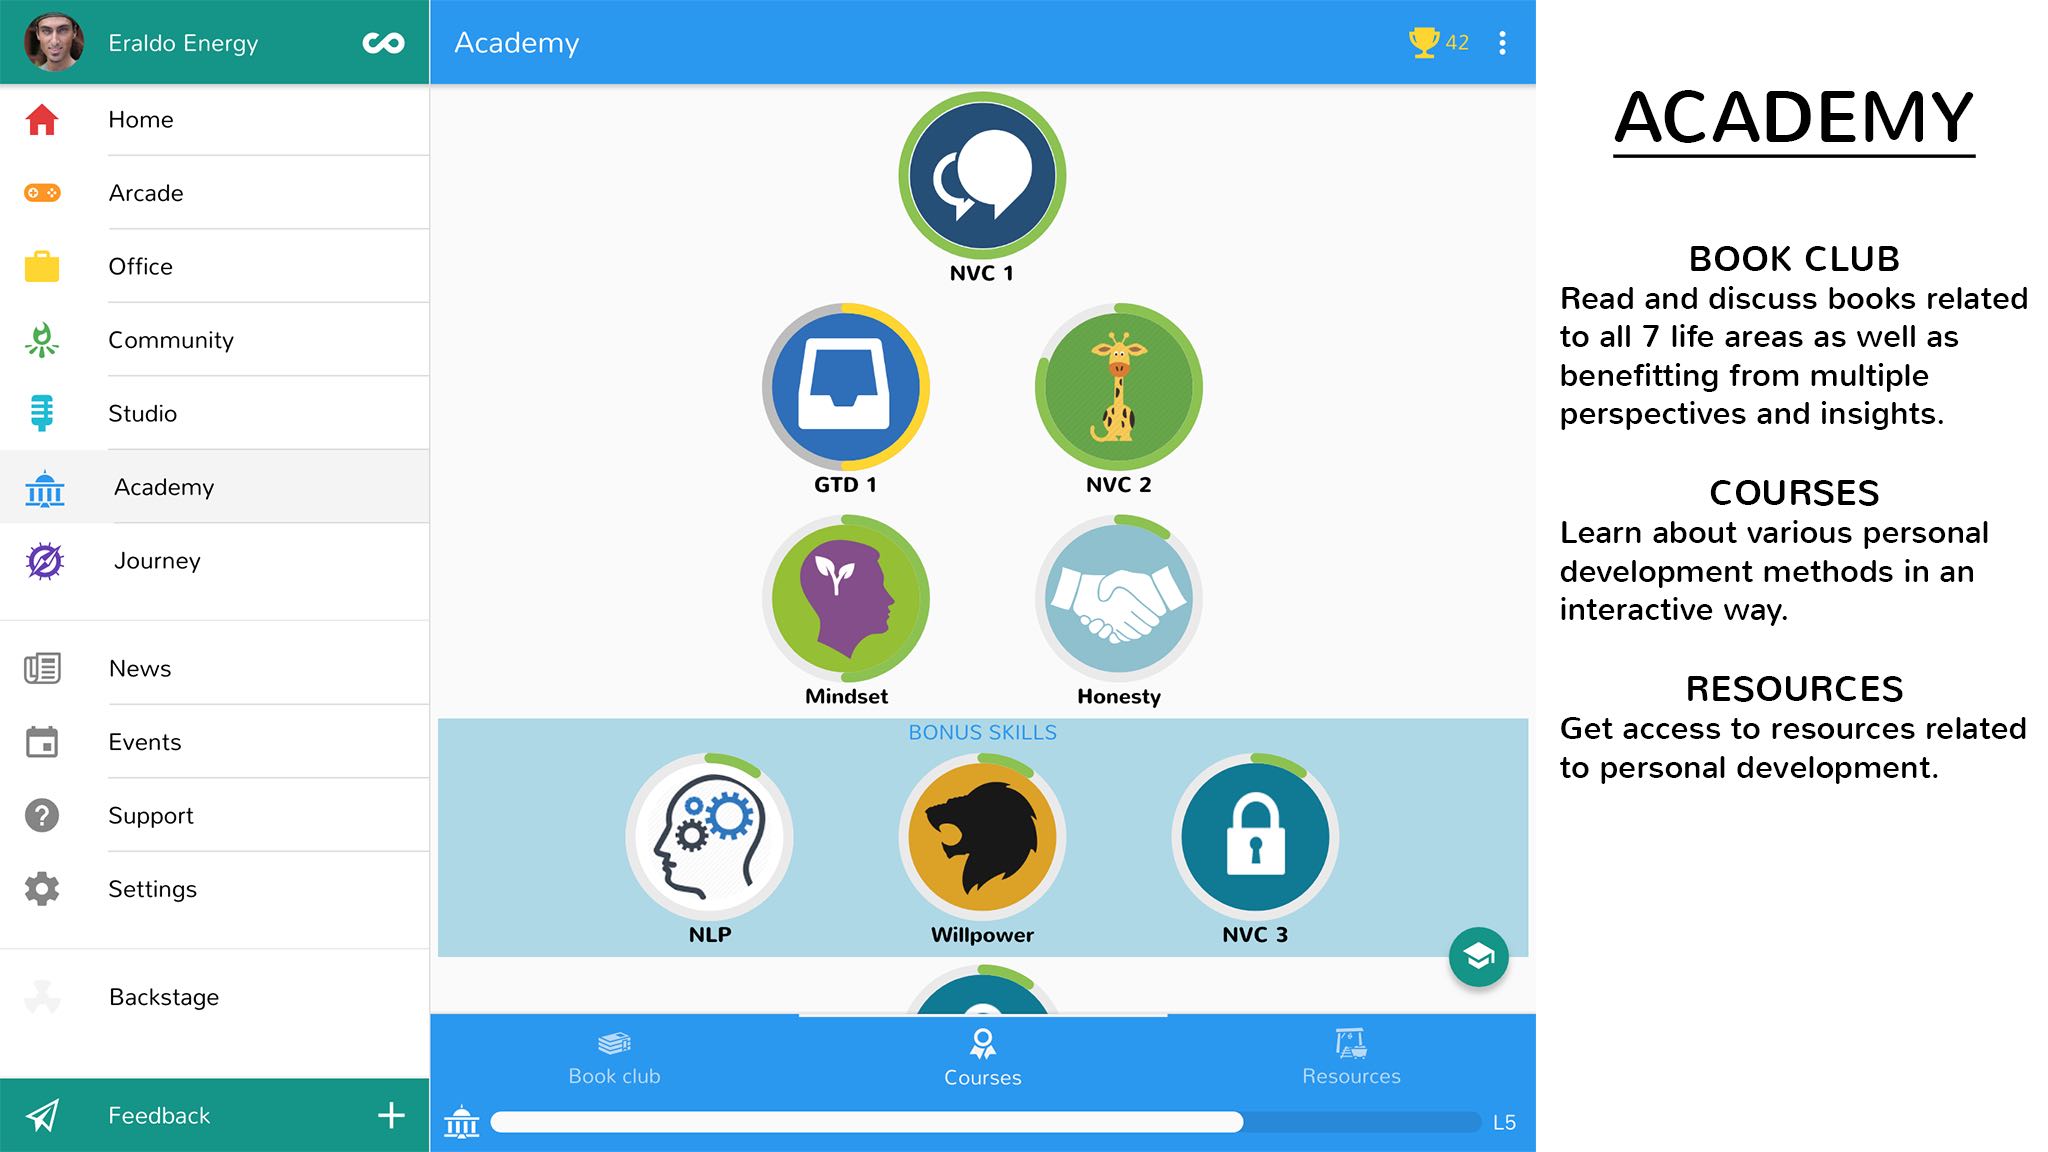 Eraldo Energy
Home
Arcade
Office
Community
Studio
Academy
Journey
News
Events
Support
Settings
Backstage
Feedback
Academy
42
NVC 1
GTD 1
NVC 2
Mindset
Honesty
BONUS SKILLS
NLP
Willpower
NVC 3
Book club
Courses
Resources
L5
ACADEMY
BOOK CLUB
Read and discuss books related
to all 7 life areas as well as
benefitting from multiple
perspectives and insights.
COURSES
Learn about various personal
development methods in an
interactive way.
RESOURCES
Get access to resources related
to personal development.